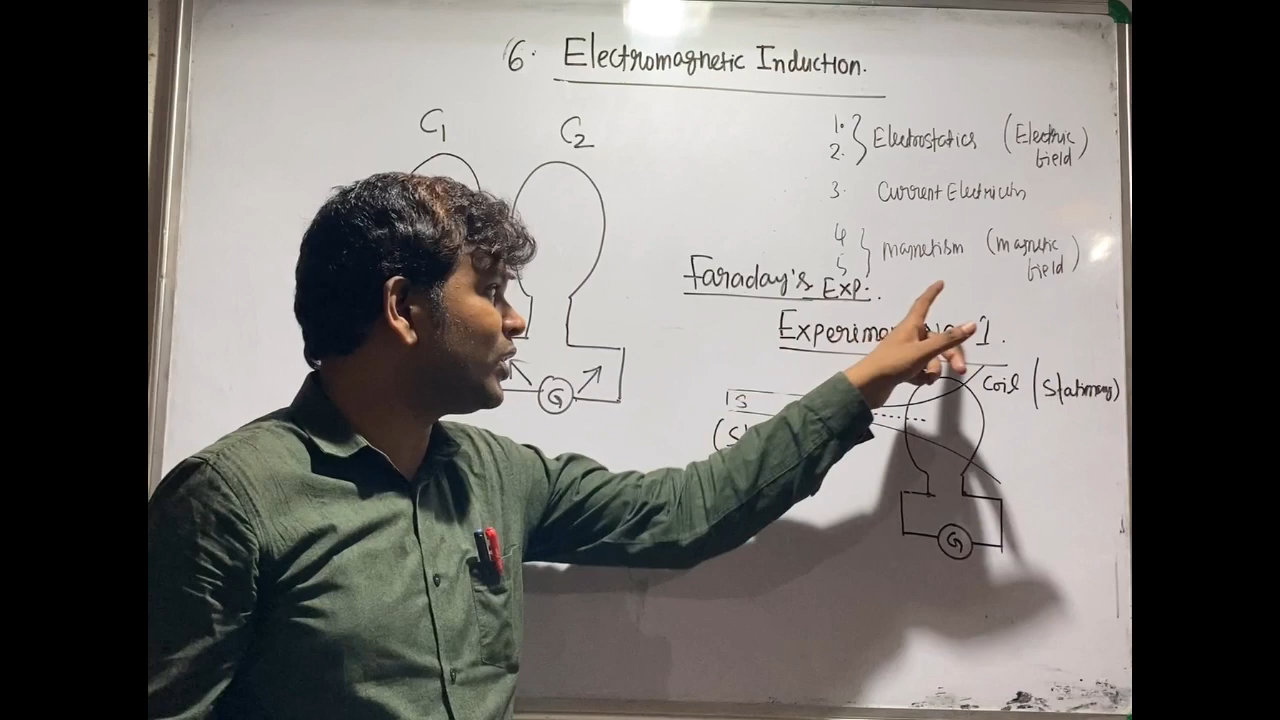 6. Electromagnetic Induction.
C1
C2
1.
2.
Electrostatics (Electric field)
3. Current Electricity
4
5
Magnetism (Magnetic field)
Faraday's Exp.
1.
Coil (Stationary)
G
G